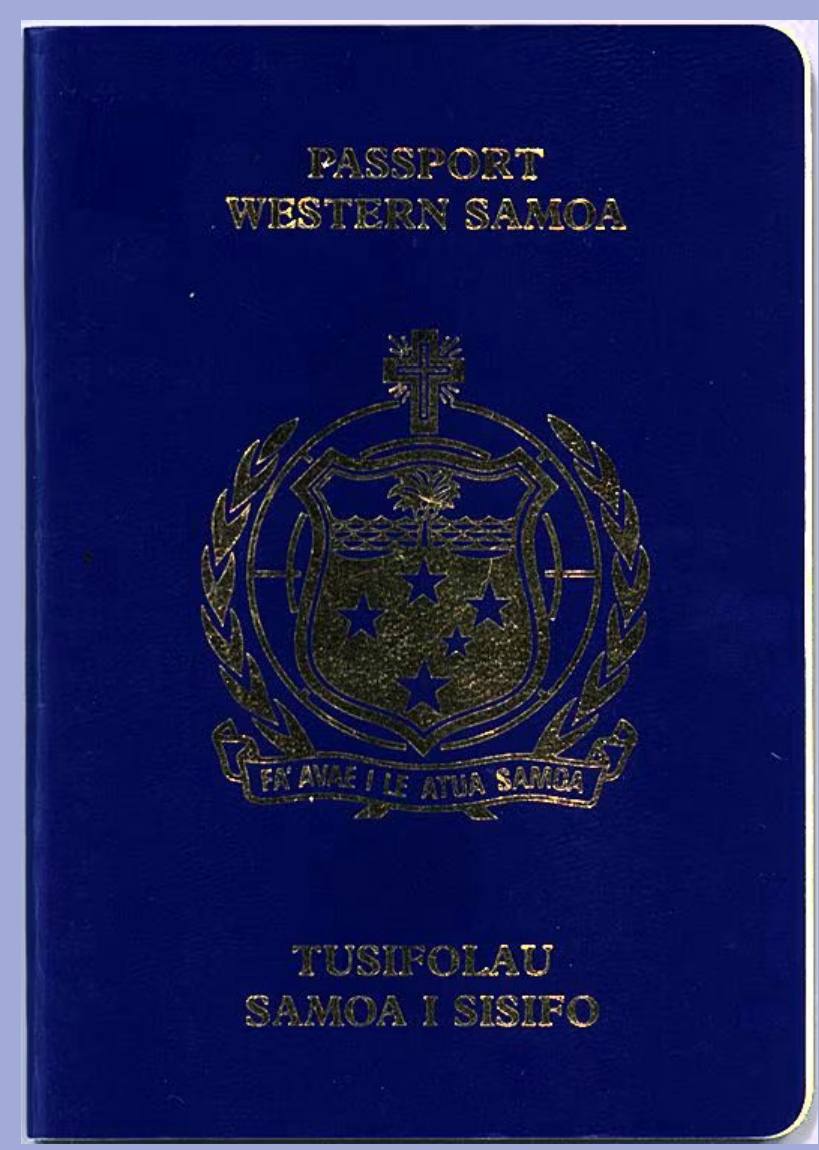 PASSPORT
WESTERN SAMOA
FA' AVAE I LE ATUA SAMOA
TUSIFOLAU
SAMOA I SISIFO